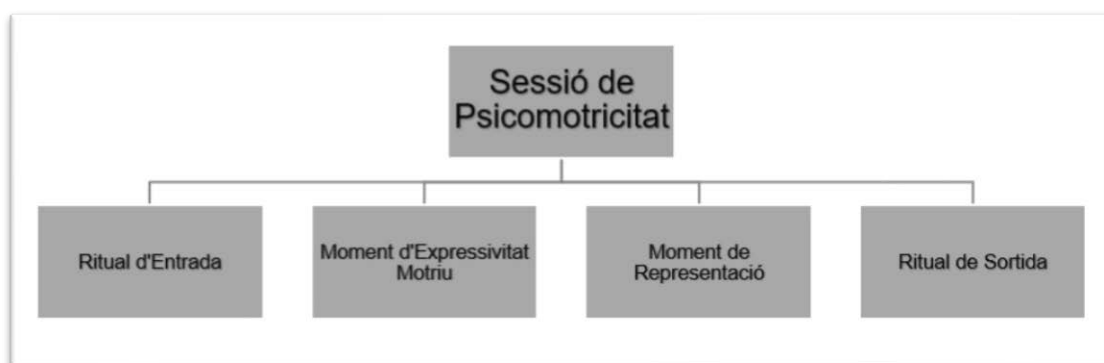 Sessió de
Psicomotricitat
Ritual d'Entrada
Moment d'Expressivitat
Motriu
Moment de
Representació
Ritual de Sortida